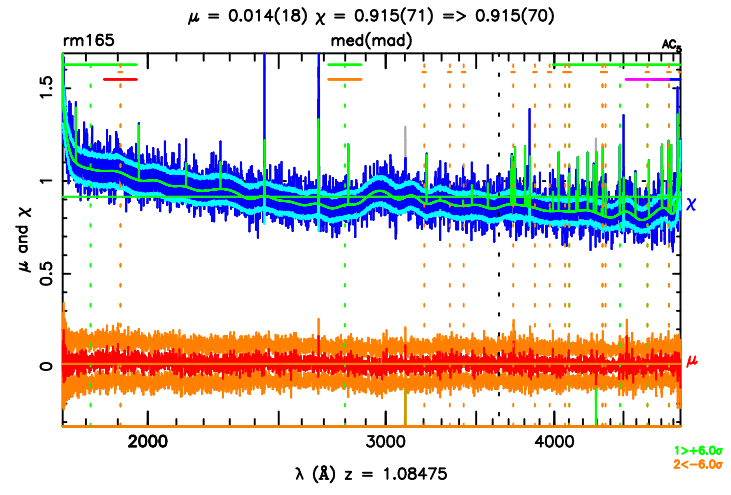 μ = 0.014(18) χ = 0.915(71) => 0.915(70)
rm165 med(mad) AC5
1.5
1
0.5
0
μ and χ
χ
μ
2000 3000 4000
λ (Å) z = 1.08475
1>+6.0σ
2<-6.0σ